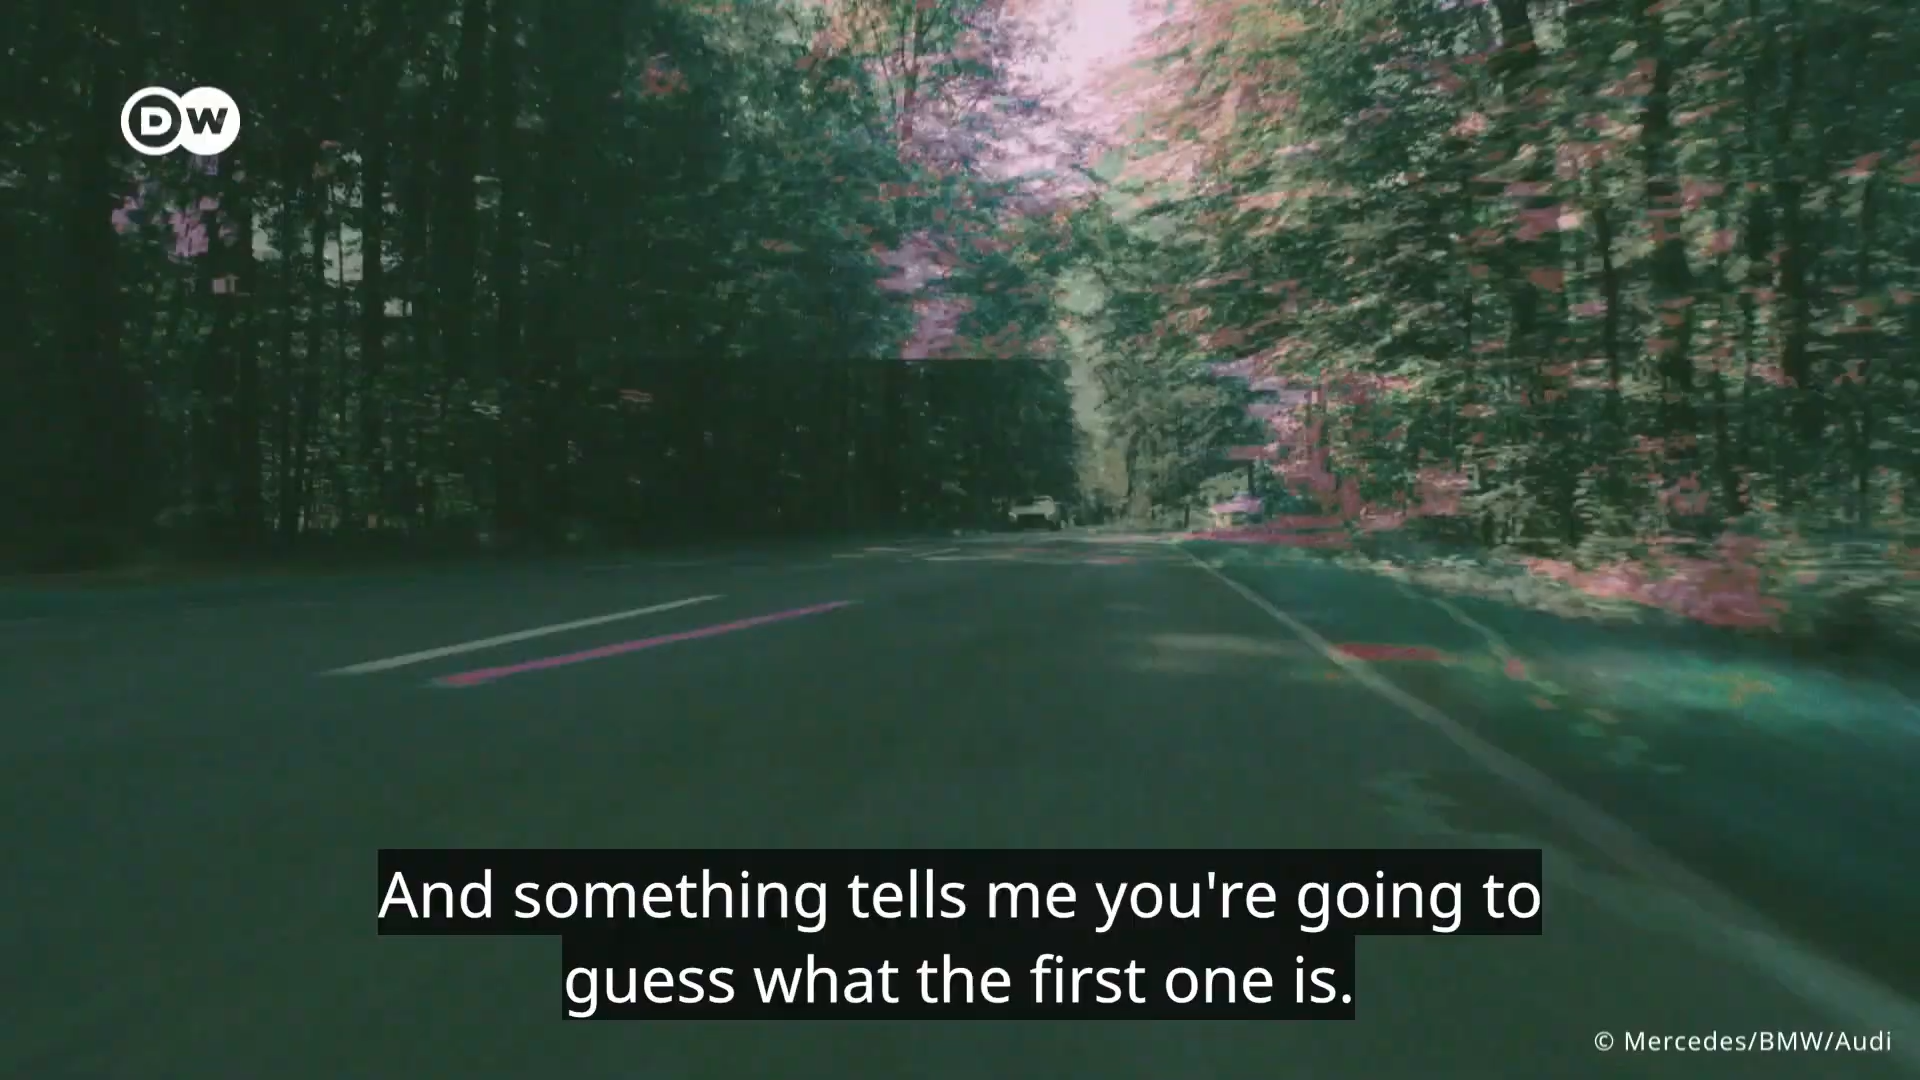 DW
And something tells me you're going to
guess what the first one is.
© Mercedes/BMW/Audi